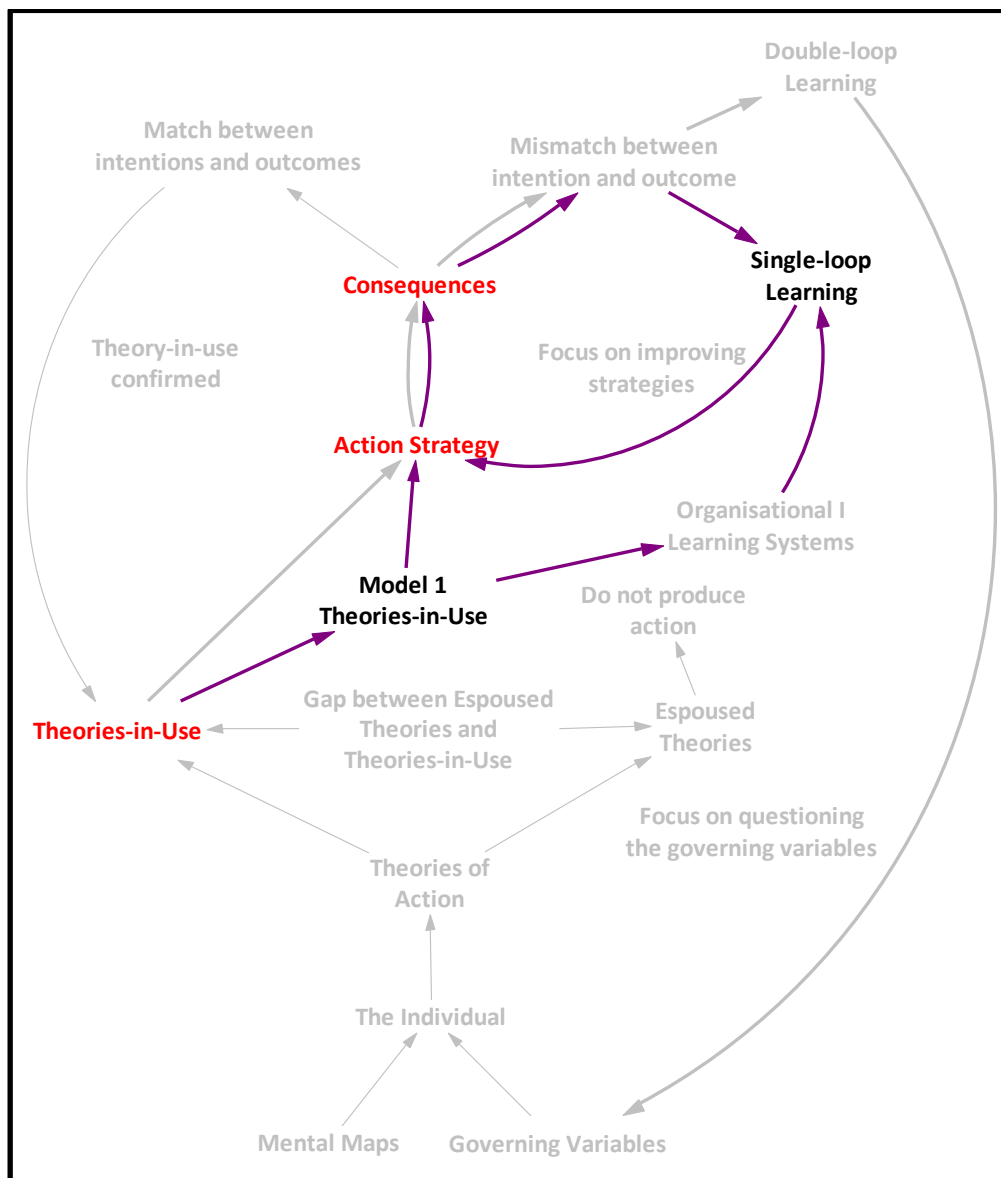 Double-loop
Learning
Match between
intentions and outcomes
Mismatch between
intention and outcome
Single-loop
Learning
Consequences
Theory-in-use
confirmed
Focus on improving
strategies
Action Strategy
Organisational I
Learning Systems
Model 1
Theories-in-Use
Do not produce
action
Gap between Espoused
Theories and
Theories-in-Use
Espoused
Theories
Theories-in-Use
Focus on questioning
the governing variables
Theories of
Action
The Individual
Mental Maps
Governing Variables